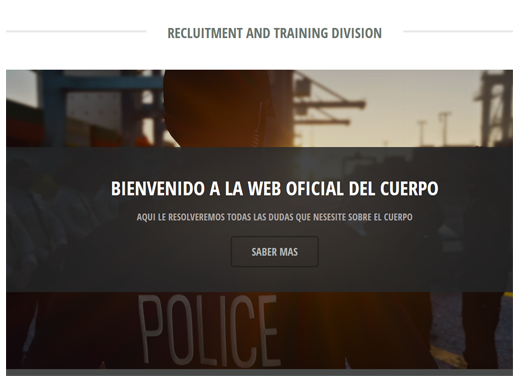 RECLUITMENT AND TRAINING DIVISION
BIENVENIDO A LA WEB OFICIAL DEL CUERPO
AQUI LE RESOLVEREMOS TODAS LAS DUDAS QUE NESESITE SOBRE EL CUERPO
SABER MAS
POLICE